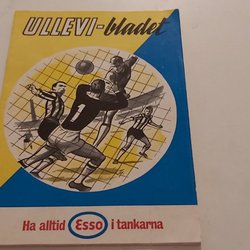 ULLEVI-bladet
1
Ha alltid Esso i tankarna